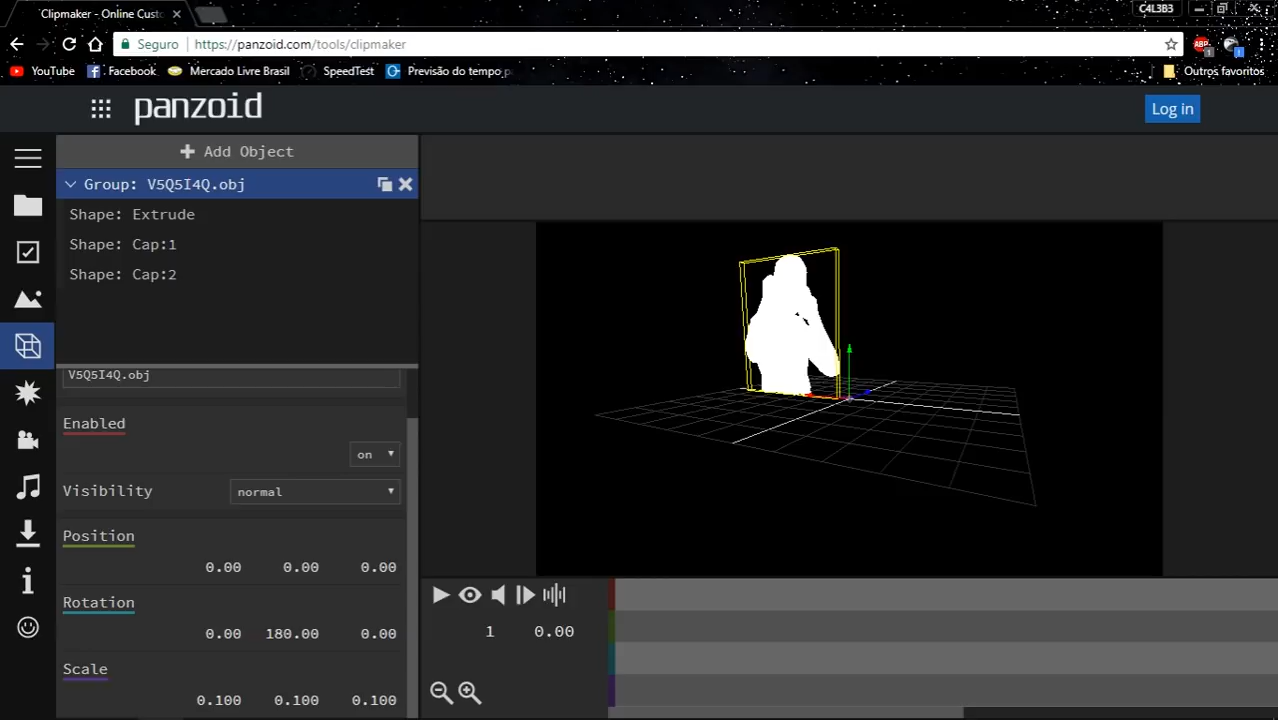 C4L3B3
Clipmaker - Online Custo
Seguro
https://panzoid.com/tools/clipmaker
ABP
1
YouTube
Facebook
Mercado Livre Brasil
SpeedTest
Previsão do tempo p
Outros favoritos
panzoid
Log in
Add Object
Group: V5Q5I4Q.obj
Shape: Extrude
Shape: Cap:1
Shape: Cap:2
V5Q5I4Q.obj
Enabled
on
Visibility
normal
Position
0.00 0.00 0.00
Rotation
0.00 180.00 0.00
Scale
0.100 0.100 0.100
1 0.00